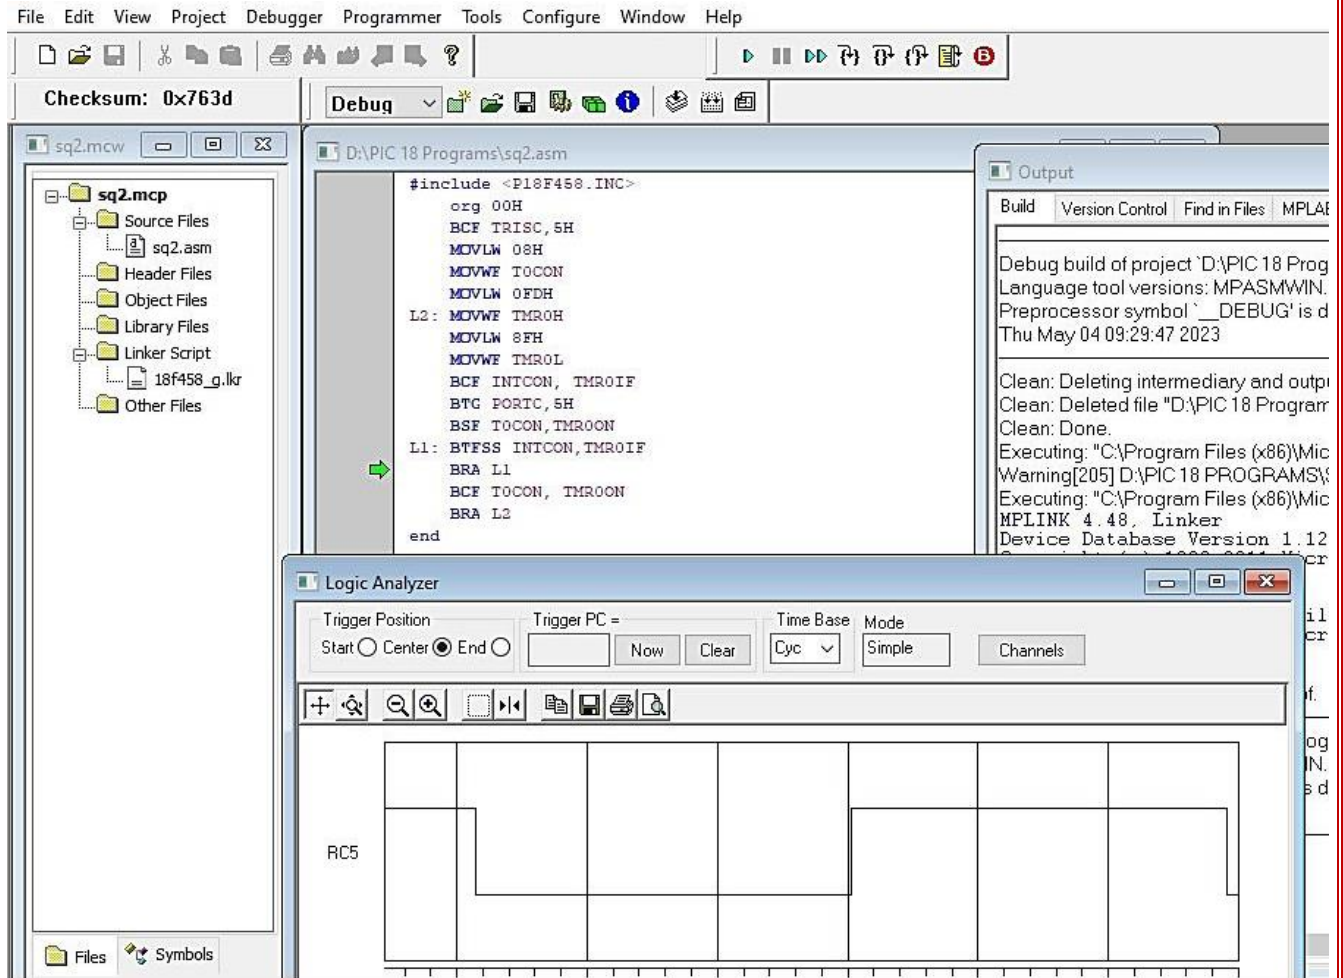 File Edit View Project Debugger Programmer Tools Configure Window Help
Checksum: 0x763d
Debug
sq2.mcw
sq2.mcp
Source Files
sq2.asm
Header Files
Object Files
Library Files
Linker Script
18f458_g.lkr
Other Files
Files Symbols
D:\PIC 18 Programs\sq2.asm
#include <P18F458.INC>
org 00H
BCF TRISC,5H
MOVLW 08H
MOVWF T0CON
MOVLW 0FDH
L2: MOVWF TMR0H
MOVLW 8FH
MOVWF TMR0L
BCF INTCON, TMR0IF
BTG PORTC,5H
BSF T0CON,TMR0ON
L1: BTFSS INTCON,TMR0IF
BRA L1
BCF T0CON, TMR0ON
BRA L2
end
Output
Build Version Control Find in Files MPLAB
Debug build of project `D:\PIC 18 Prog
Language tool versions: MPASMWIN.
Preprocessor symbol `__DEBUG' is d
Thu May 04 09:29:47 2023
Clean: Deleting intermediary and outpu
Clean: Deleted file "D:\PIC 18 Program
Clean: Done.
Executing: "C:\Program Files (x86)\Mic
Warning[205] D:\PIC 18 PROGRAMS\S
Executing: "C:\Program Files (x86)\Mic
MPLINK 4.48, Linker
Device Database Version 1.12
Logic Analyzer
Trigger Position
Start Center End
Trigger PC =
Now Clear
Time Base
Cyc
Mode
Simple
Channels
RC5